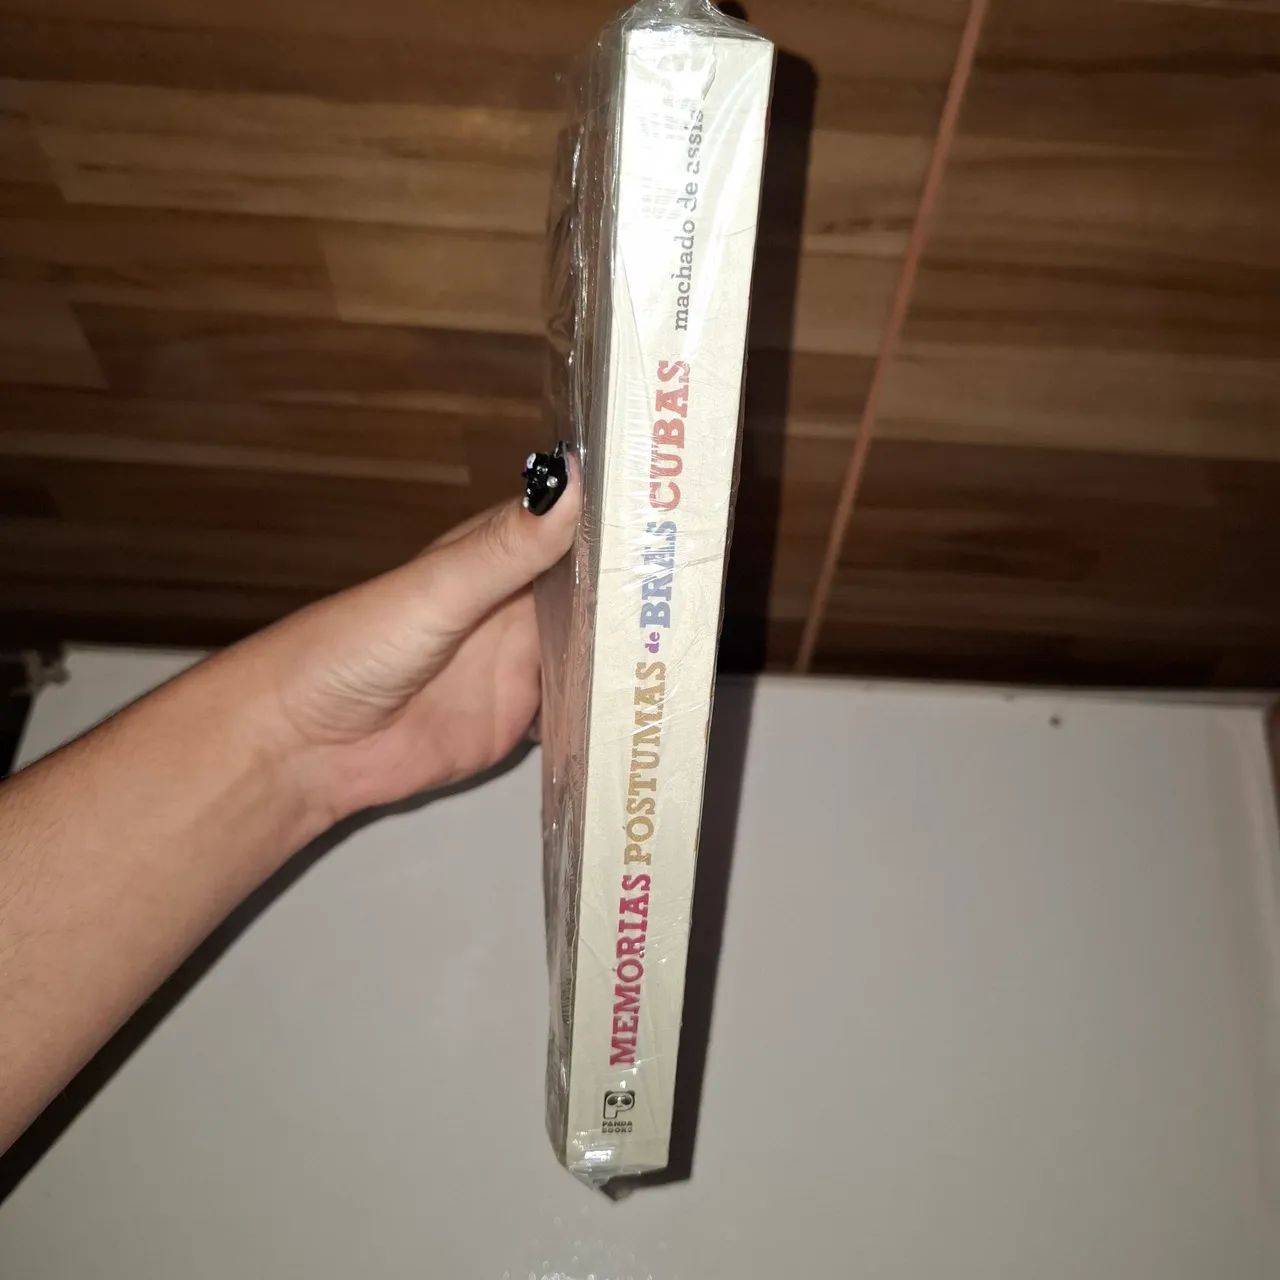 machado de assis
MEMÓRIAS PÓSTUMAS de BRÁS CUBAS
PANDA
BOOKS